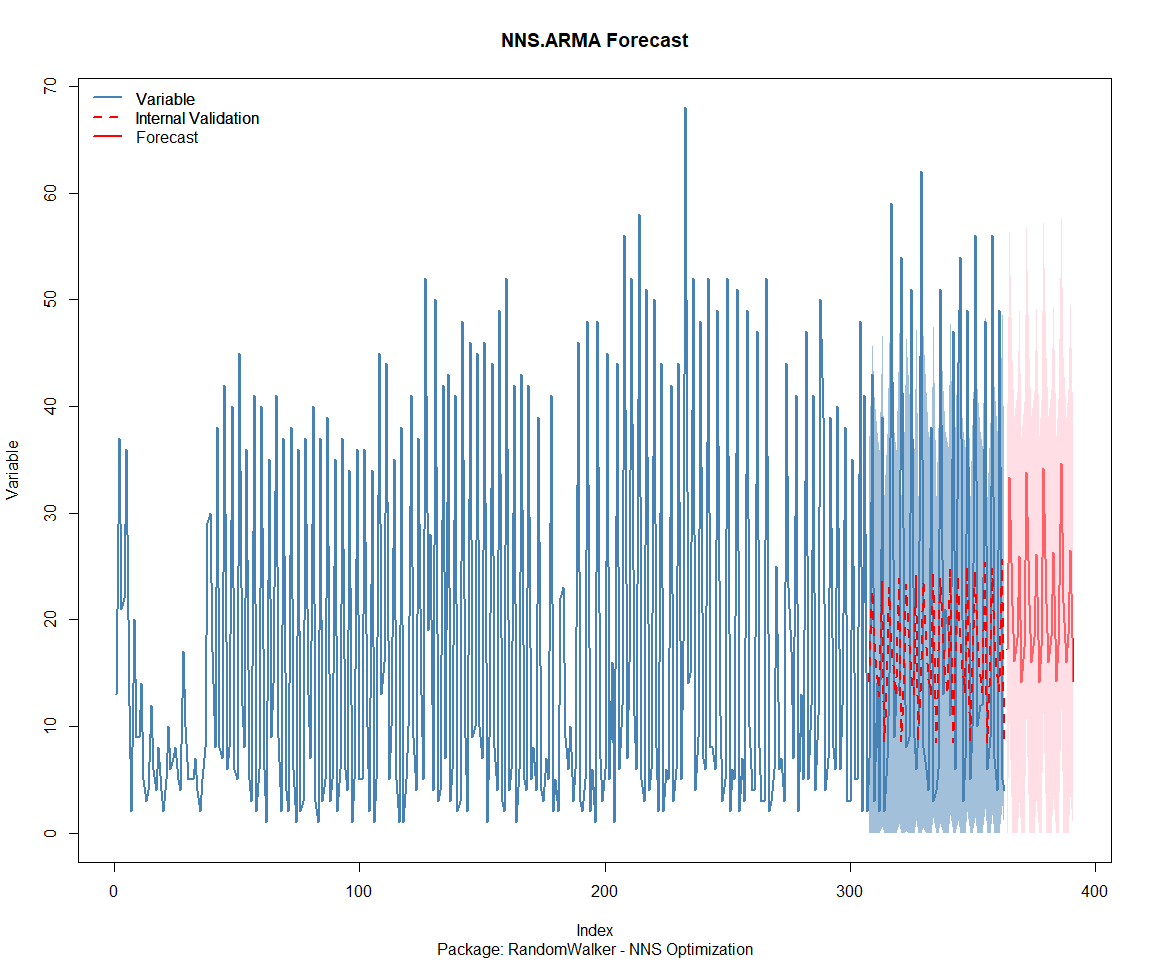 NNS.ARMA Forecast
Variable
Internal Validation
Forecast
70
60
50
40
30
20
10
0
Variable
0
100
200
300
400
Index
Package: RandomWalker - NNS Optimization